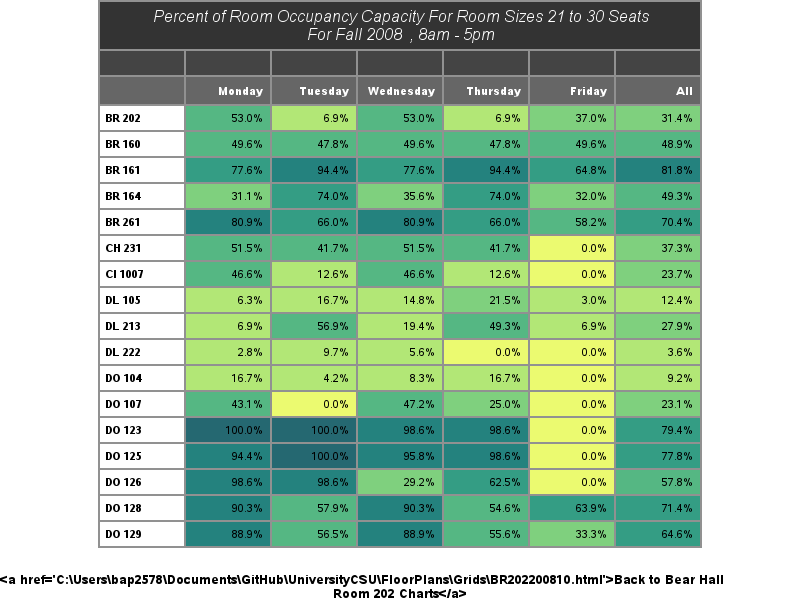 Percent of Room Occupancy Capacity For Room Sizes 21 to 30 Seats
For Fall 2008 , 8am - 5pm
Monday Tuesday Wednesday Thursday Friday All
BR 202 53.0% 6.9% 53.0% 6.9% 37.0% 31.4%
BR 160 49.6% 47.8% 49.6% 47.8% 49.6% 48.9%
BR 161 77.6% 94.4% 77.6% 94.4% 64.8% 81.8%
BR 164 31.1% 74.0% 35.6% 74.0% 32.0% 49.3%
BR 261 80.9% 66.0% 80.9% 66.0% 58.2% 70.4%
CH 231 51.5% 41.7% 51.5% 41.7% 0.0% 37.3%
CI 1007 46.6% 12.6% 46.6% 12.6% 0.0% 23.7%
DL 105 6.3% 16.7% 14.8% 21.5% 3.0% 12.4%
DL 213 6.9% 56.9% 19.4% 49.3% 6.9% 27.9%
DL 222 2.8% 9.7% 5.6% 0.0% 0.0% 3.6%
DO 104 16.7% 4.2% 8.3% 16.7% 0.0% 9.2%
DO 107 43.1% 0.0% 47.2% 25.0% 0.0% 23.1%
DO 123 100.0% 100.0% 98.6% 98.6% 0.0% 79.4%
DO 125 94.4% 100.0% 95.8% 98.6% 0.0% 77.8%
DO 126 98.6% 98.6% 29.2% 62.5% 0.0% 57.8%
DO 128 90.3% 57.9% 90.3% 54.6% 63.9% 71.4%
DO 129 88.9% 56.5% 88.9% 55.6% 33.3% 64.6%
<a href='C:\Users\bap2578\Documents\GitHub\UniversityCSU\FloorPlans\Grids\BR202200810.html'>Back to Bear Hall
Room 202 Charts</a>